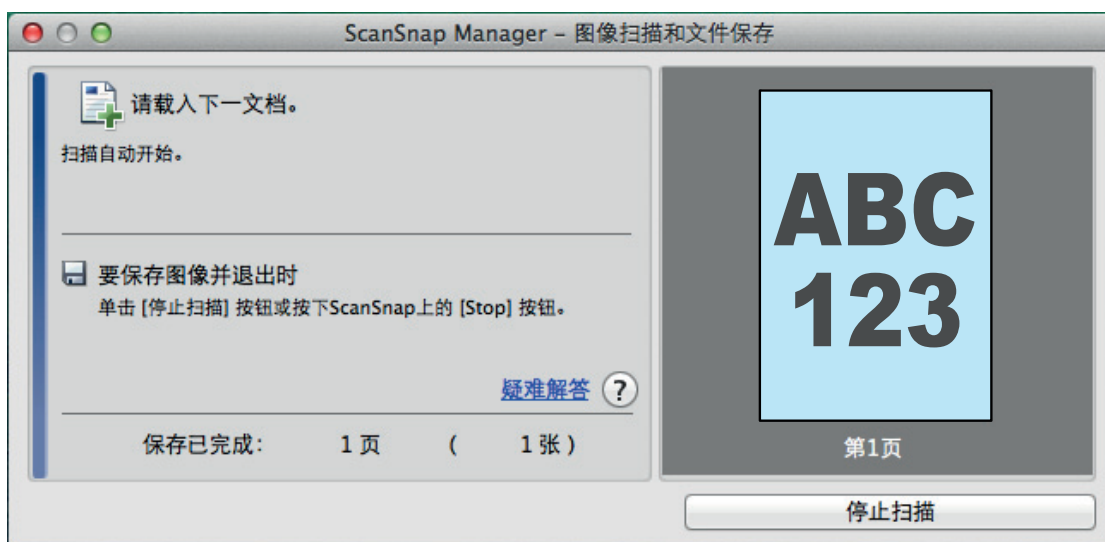 ScanSnap Manager – 图像扫描和文件保存
请载入下一文档。
扫描自动开始。
要保存图像并退出时
单击 [停止扫描] 按钮或按下ScanSnap上的 [Stop] 按钮。
疑难解答 ?
保存已完成: 1 页 ( 1 张 )
ABC
123
第1页
停止扫描